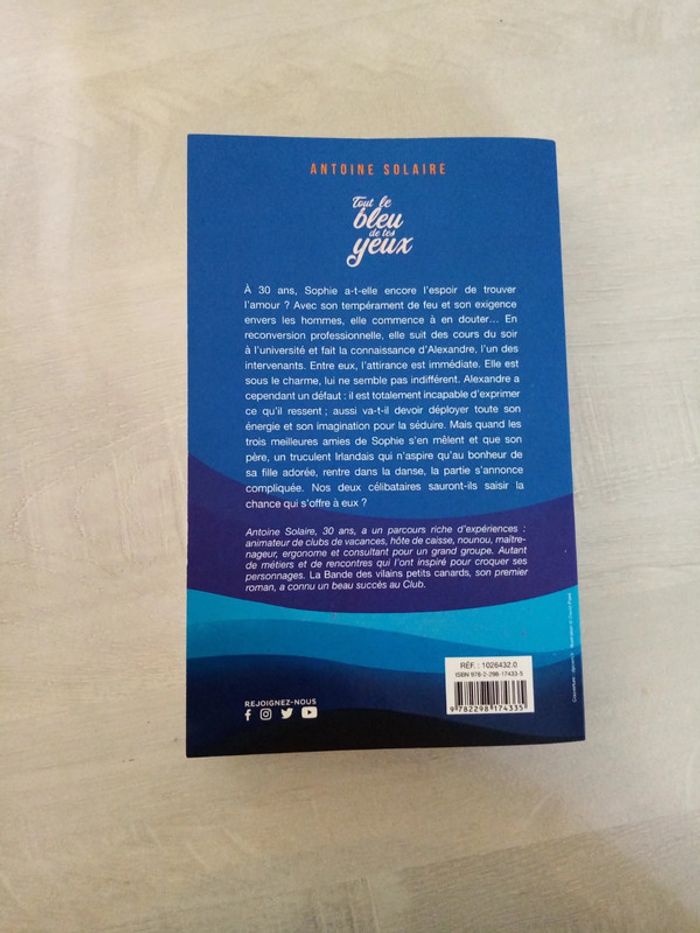 ANTOINE SOLAIRE
Tout le
bleu
de tes
yeux
À 30 ans, Sophie a-t-elle encore l'espoir de trouver
l'amour ? Avec son tempérament de feu et son exigence
envers les hommes, elle commence à en douter... En
reconversion professionnelle, elle suit des cours du soir
à l'université et fait la connaissance d'Alexandre, l'un des
intervenants. Entre eux, l'attirance est immédiate. Elle est
sous le charme, lui ne semble pas indifférent. Alexandre a
cependant un défaut : il est totalement incapable d'exprimer
ce qu'il ressent ; aussi va-t-il devoir déployer toute son
énergie et son imagination pour la séduire. Mais quand les
trois meilleures amies de Sophie s'en mêlent et que son
père, un truculent Irlandais qui n'aspire qu'au bonheur de
sa fille adorée, rentre dans la danse, la partie s'annonce
compliquée. Nos deux célibataires sauront-ils saisir la
chance qui s'offre à eux ?
Antoine Solaire, 30 ans, a un parcours riche d'expériences :
animateur de clubs de vacances, hôte de caisse, nounou, maître-
nageur, ergonome et consultant pour un grand groupe. Autant
de métiers et de rencontres qui l'ont inspiré pour croquer ses
personnages. La Bande des vilains petits canards, son premier
roman, a connu un beau succès au Club.
RÉF. : 1026432.0
ISBN 978-2-298-17433-5
9 782298 174335
REJOIGNEZ-NOUS